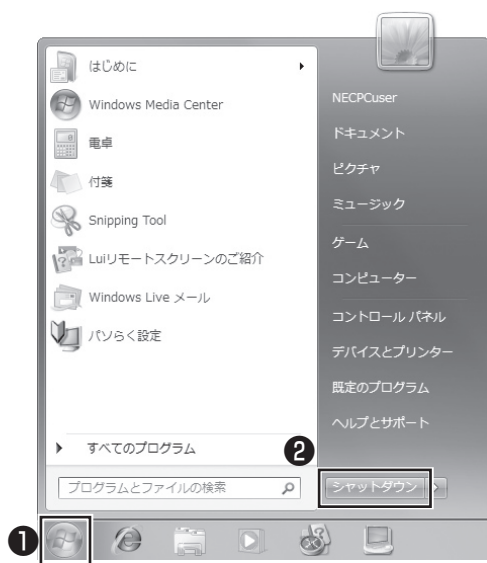 はじめに
Windows Media Center
電卓
付箋
Snipping Tool
Luiリモートスクリーンのご紹介
Windows Live メール
パソらく設定
すべてのプログラム
プログラムとファイルの検索
NECPCuser
ドキュメント
ピクチャ
ミュージック
ゲーム
コンピューター
コントロール パネル
デバイスとプリンター
既定のプログラム
ヘルプとサポート
❷
シャットダウン
❶